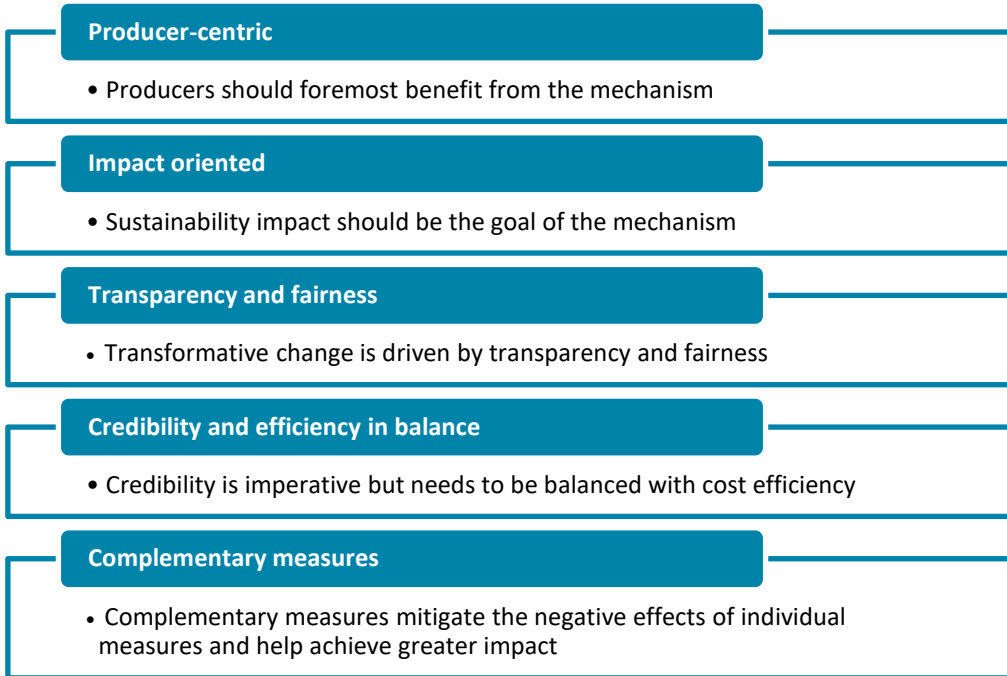 Producer-centric
• Producers should foremost benefit from the mechanism
Impact oriented
• Sustainability impact should be the goal of the mechanism
Transparency and fairness
• Transformative change is driven by transparency and fairness
Credibility and efficiency in balance
• Credibility is imperative but needs to be balanced with cost efficiency
Complementary measures
• Complementary measures mitigate the negative effects of individual
measures and help achieve greater impact